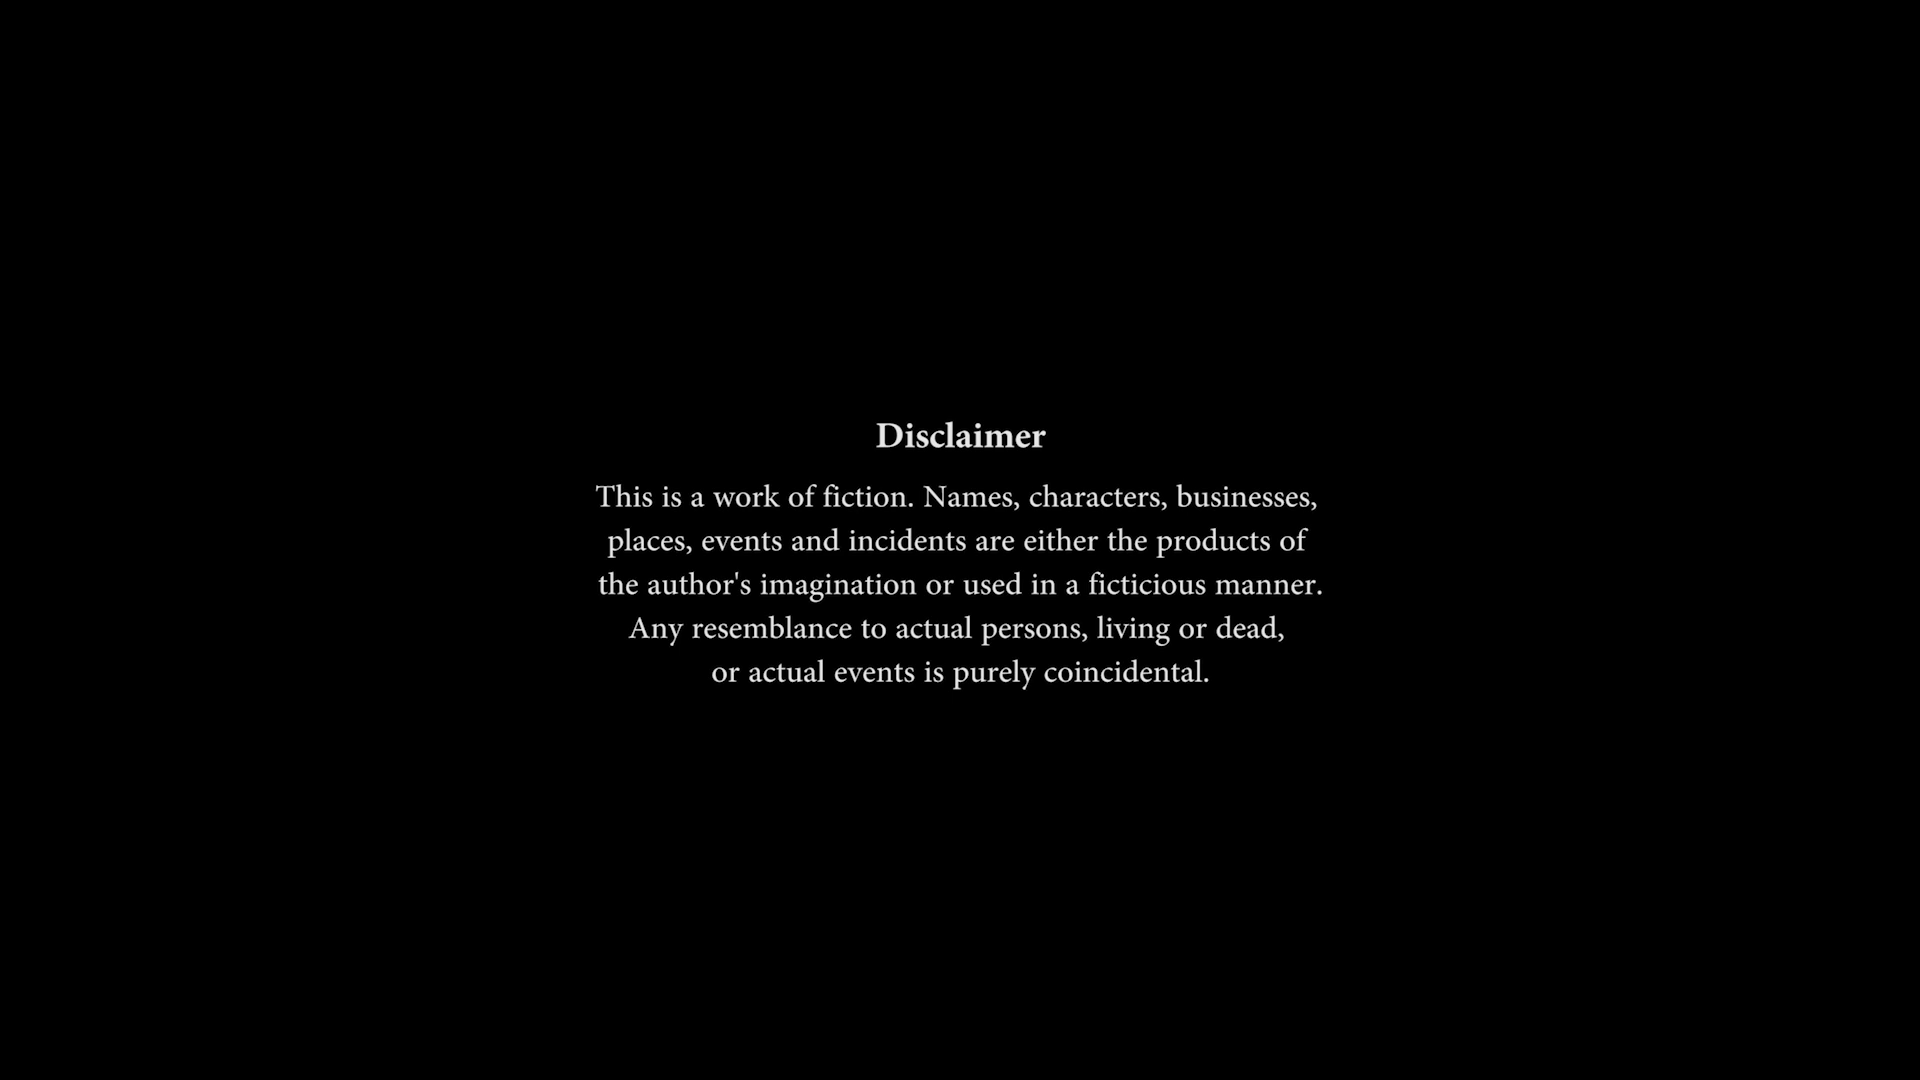 Disclaimer
This is a work of fiction. Names, characters, businesses,
places, events and incidents are either the products of
the author's imagination or used in a ficticious manner.
Any resemblance to actual persons, living or dead,
or actual events is purely coincidental.